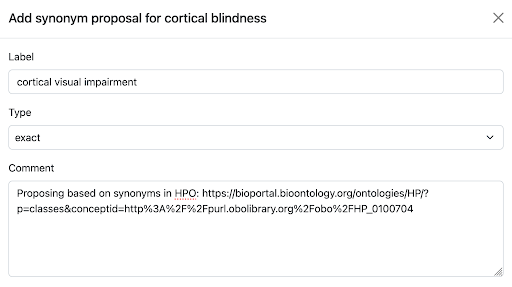 Add synonym proposal for cortical blindness
Label
cortical visual impairment
Type
exact
Comment
Proposing based on synonyms in HPO: https://bioportal.bioontology.org/ontologies/HP/?
p=classes&conceptid=http%3A%2F%2Fpurl.obolibrary.org%2Fobo%2FHP_0100704